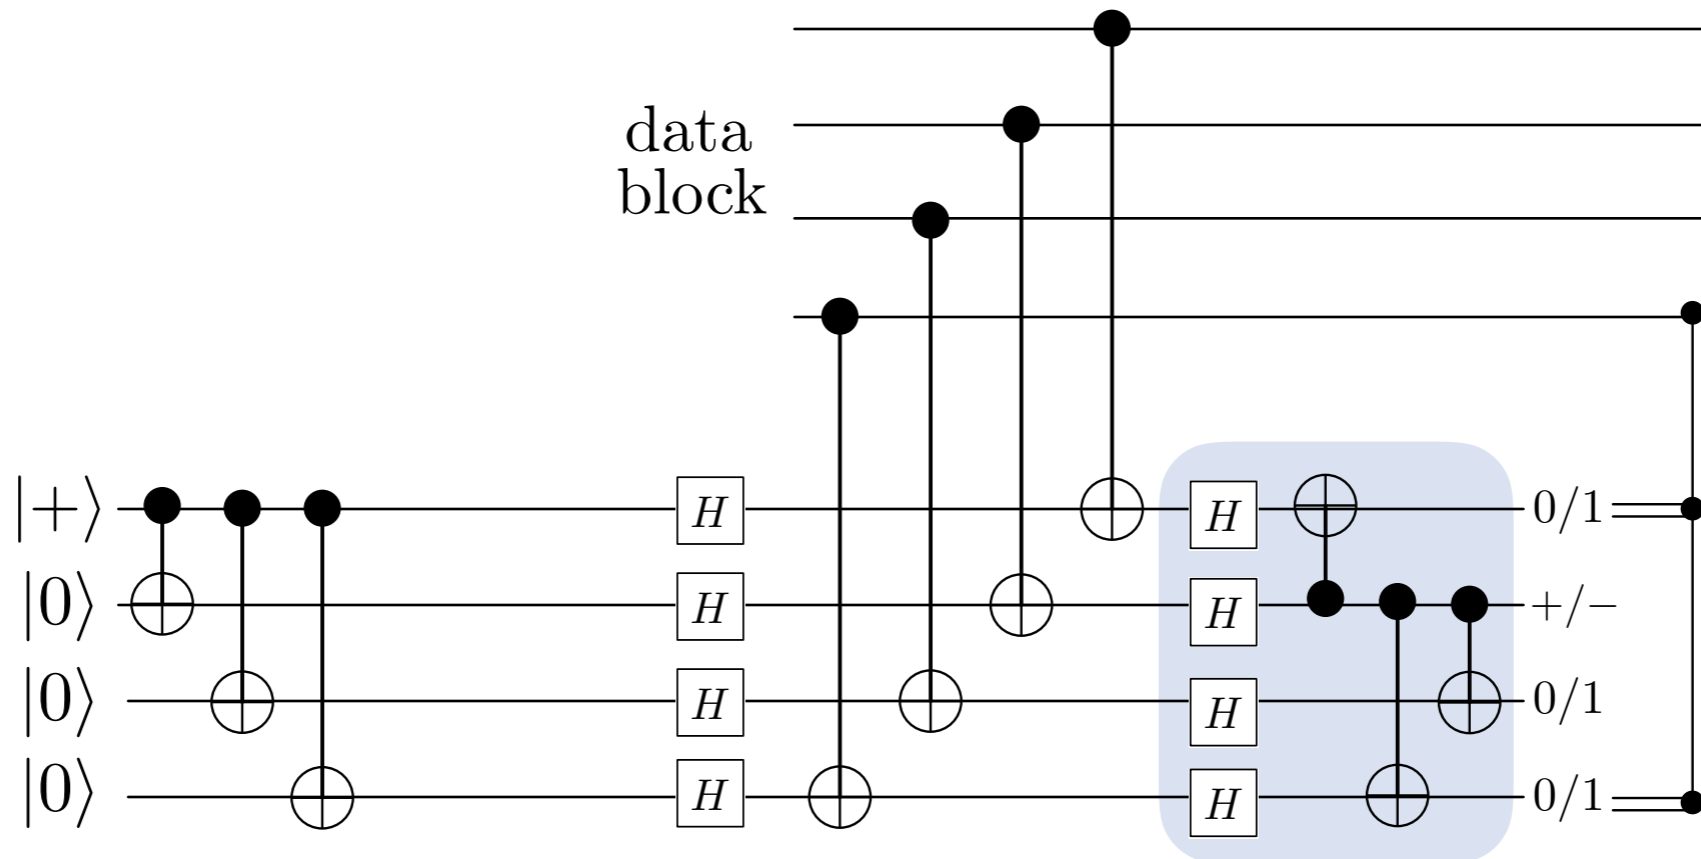 data
block
|+⟩ H H 0/1
|0⟩ H H +/−
|0⟩ H H 0/1
|0⟩ H H 0/1